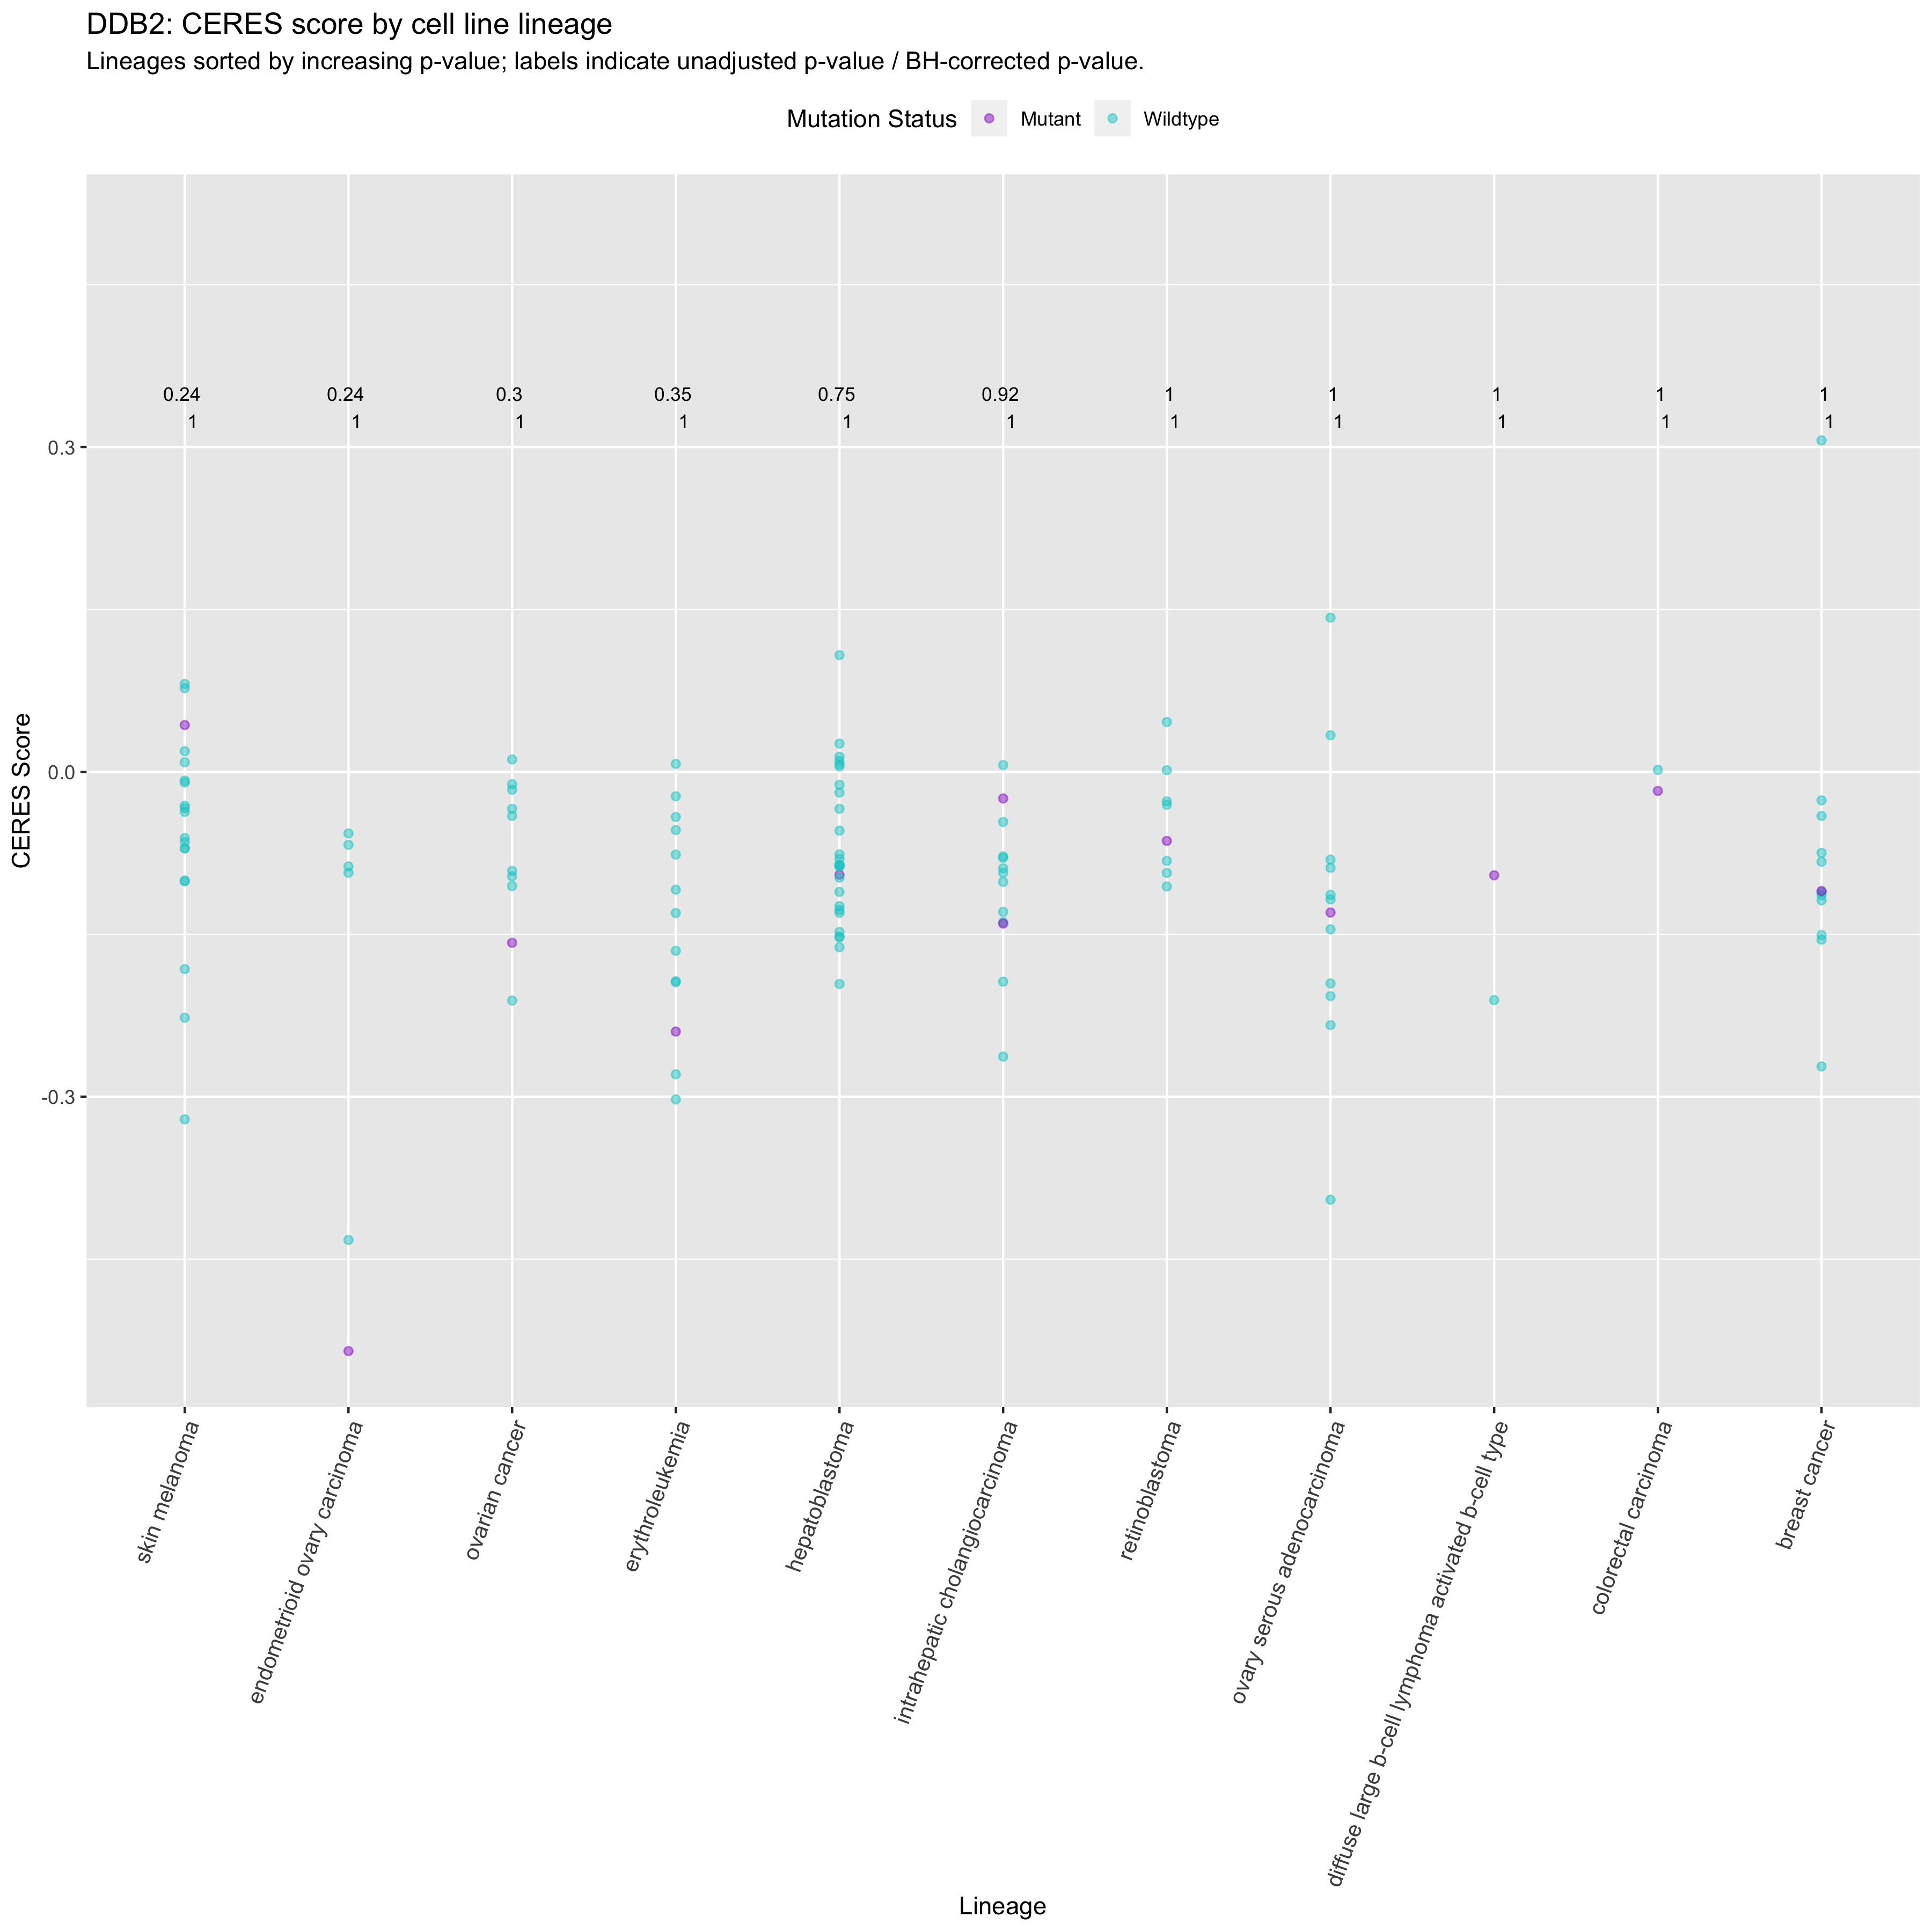 DDB2: CERES score by cell line lineage
Lineages sorted by increasing p-value; labels indicate unadjusted p-value / BH-corrected p-value.
Mutation Status Mutant Wildtype
0.24 0.24 0.3 0.35 0.75 0.92 1 1 1 1 1
1 1 1 1 1 1 1 1 1 1 1
0.3
0.0
-0.3
CERES Score
skin melanoma
endometrioid ovary carcinoma
ovarian cancer
erythroleukemia
hepatoblastoma
intrahepatic cholangiocarcinoma
retinoblastoma
ovary serous adenocarcinoma
diffuse large b-cell lymphoma activated b-cell type
colorectal carcinoma
breast cancer
Lineage